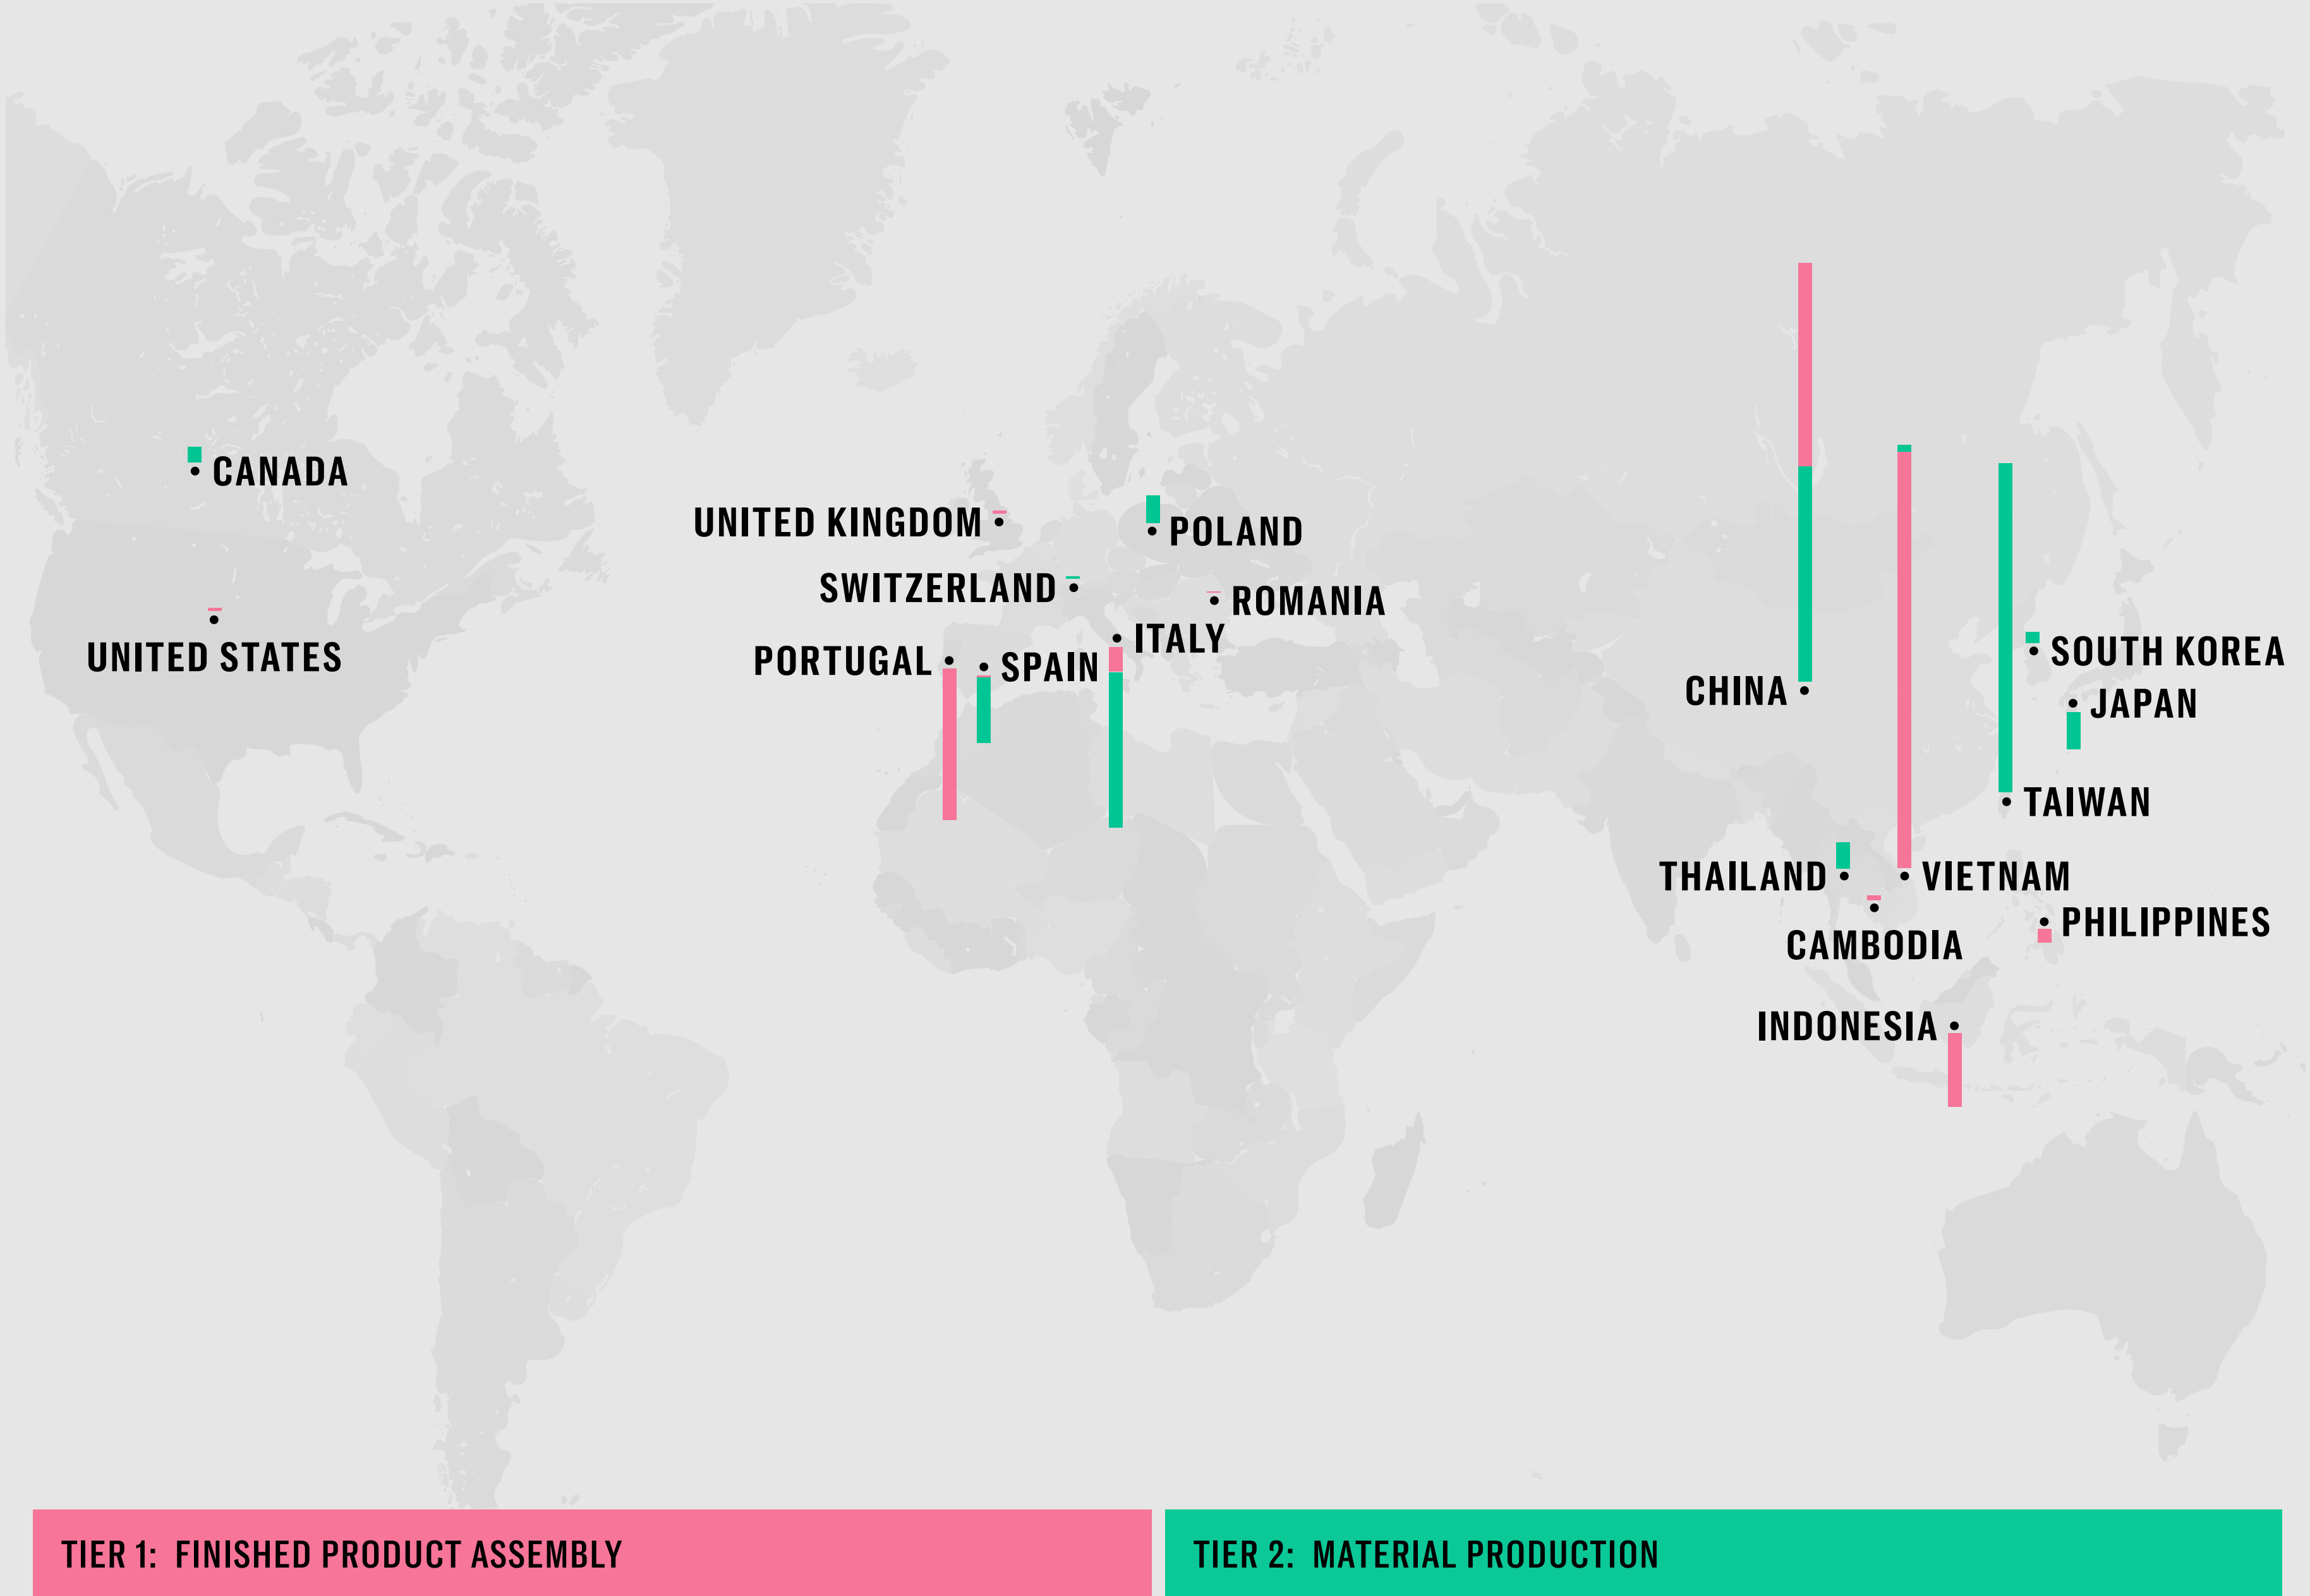 CANADA
UNITED KINGDOM
POLAND
SWITZERLAND
ROMANIA
UNITED STATES
ITALY
PORTUGAL
SPAIN
SOUTH KOREA
CHINA
JAPAN
TAIWAN
THAILAND
VIETNAM
PHILIPPINES
CAMBODIA
INDONESIA
TIER 1: FINISHED PRODUCT ASSEMBLY
TIER 2: MATERIAL PRODUCTION